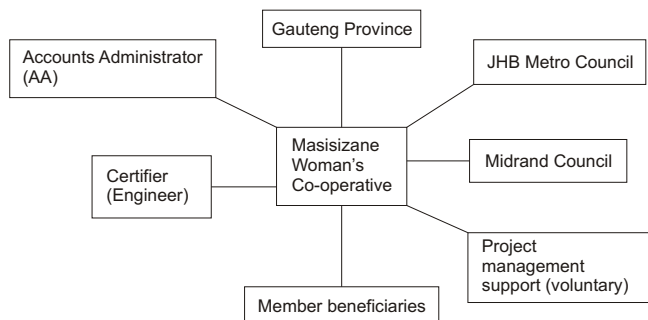 Gauteng Province
Accounts Administrator
(AA)
JHB Metro Council
Masisizane
Woman's
Co-operative
Midrand Council
Certifier
(Engineer)
Project
management
support (voluntary)
Member beneficiaries